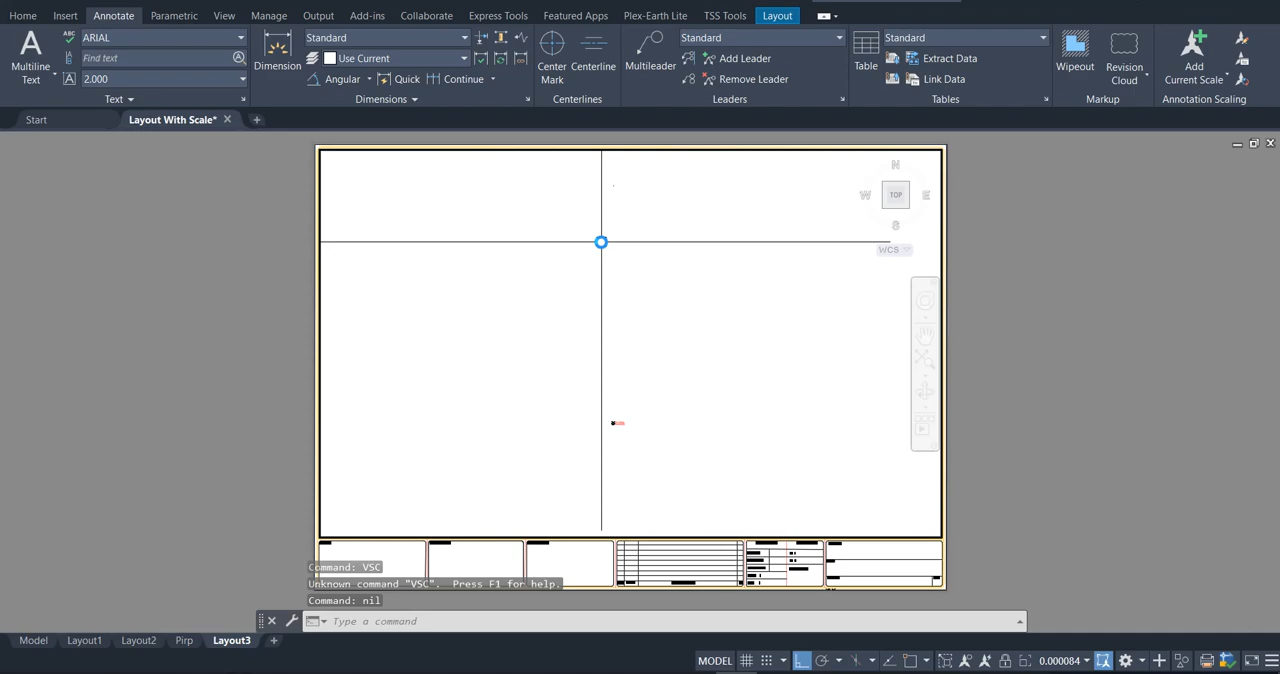 Home Insert Annotate Parametric View Manage Output Add-ins Collaborate Express Tools Featured Apps Plex-Earth Lite TSS Tools Layout
Multiline Text
ABC
ARIAL
Find text
2.000
Text
Dimension
Standard
Use Current
Angular Quick Continue
Dimensions
Center Mark
Centerline
Centerlines
Multileader
Standard
Add Leader
Remove Leader
Leaders
Table
Standard
Extract Data
Link Data
Tables
Wipeout
Revision Cloud
Markup
Add Current Scale
Annotation Scaling
Start
Layout With Scale*
N
W TOP E
S
WCS
Command: VSC
Unknown command "VSC". Press F1 for help.
Command: nil
Type a command
Model Layout1 Layout2 Pirp Layout3
MODEL 0.000084